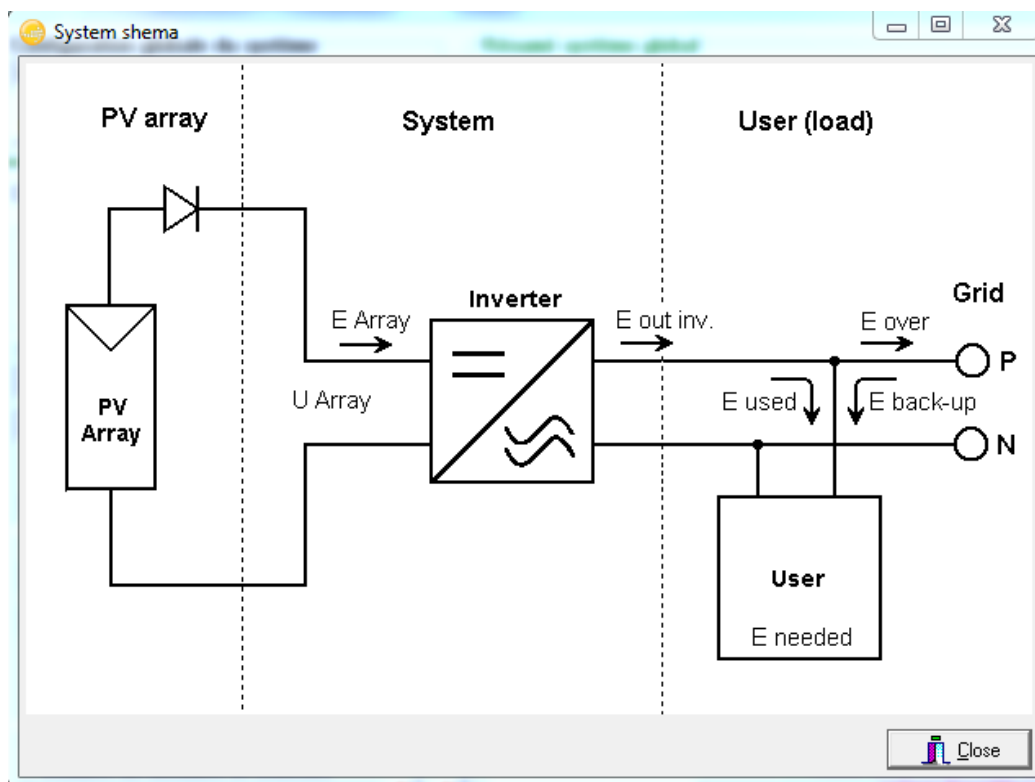 System shema
PV array
System
User (load)
Inverter
Grid
E Array
E out inv.
E over
P
U Array
E used
E back-up
PV
Array
N
User
E needed
Close